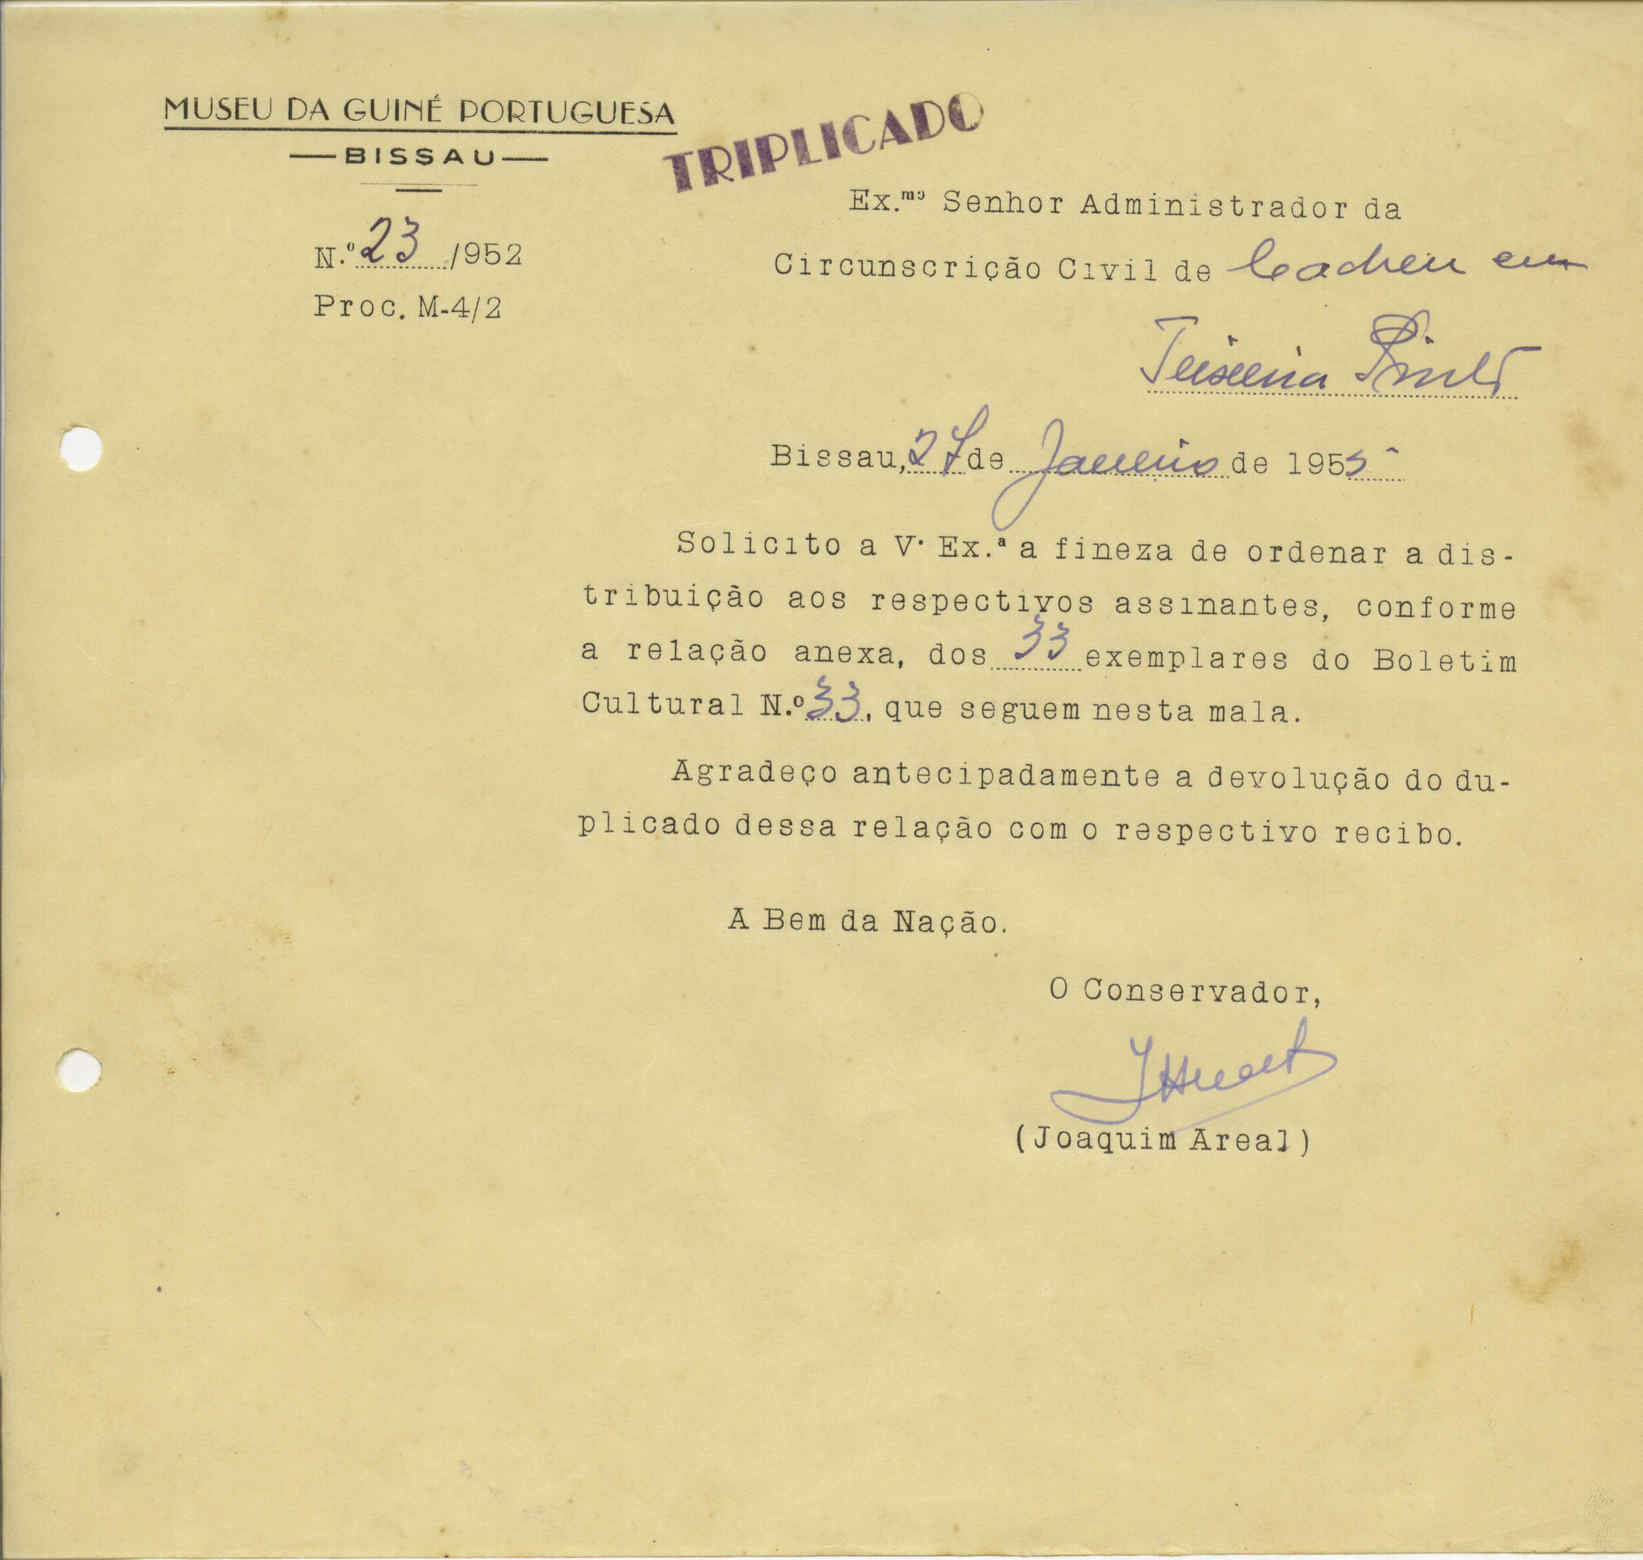 MUSEU DA GUINÉ PORTUGUESA
BISSAU
TRIPLICADO
N.º 23 /952
Proc. M-4/2
Ex.mo Senhor Administrador da
Circunscrição Civil de Cacheu em
Teixeira Pinto
Bissau, 27 de Janeiro de 1955
Solicito a V. Ex.ª a fineza de ordenar a dis-
tribuição aos respectivos assinantes, conforme
a relação anexa, dos 33 exemplares do Boletim
Cultural N.º 33, que seguem nesta mala.
Agradeço antecipadamente a devolução do du-
plicado dessa relação com o respectivo recibo.
A Bem da Nação.
O Conservador,
(Joaquim Areal)